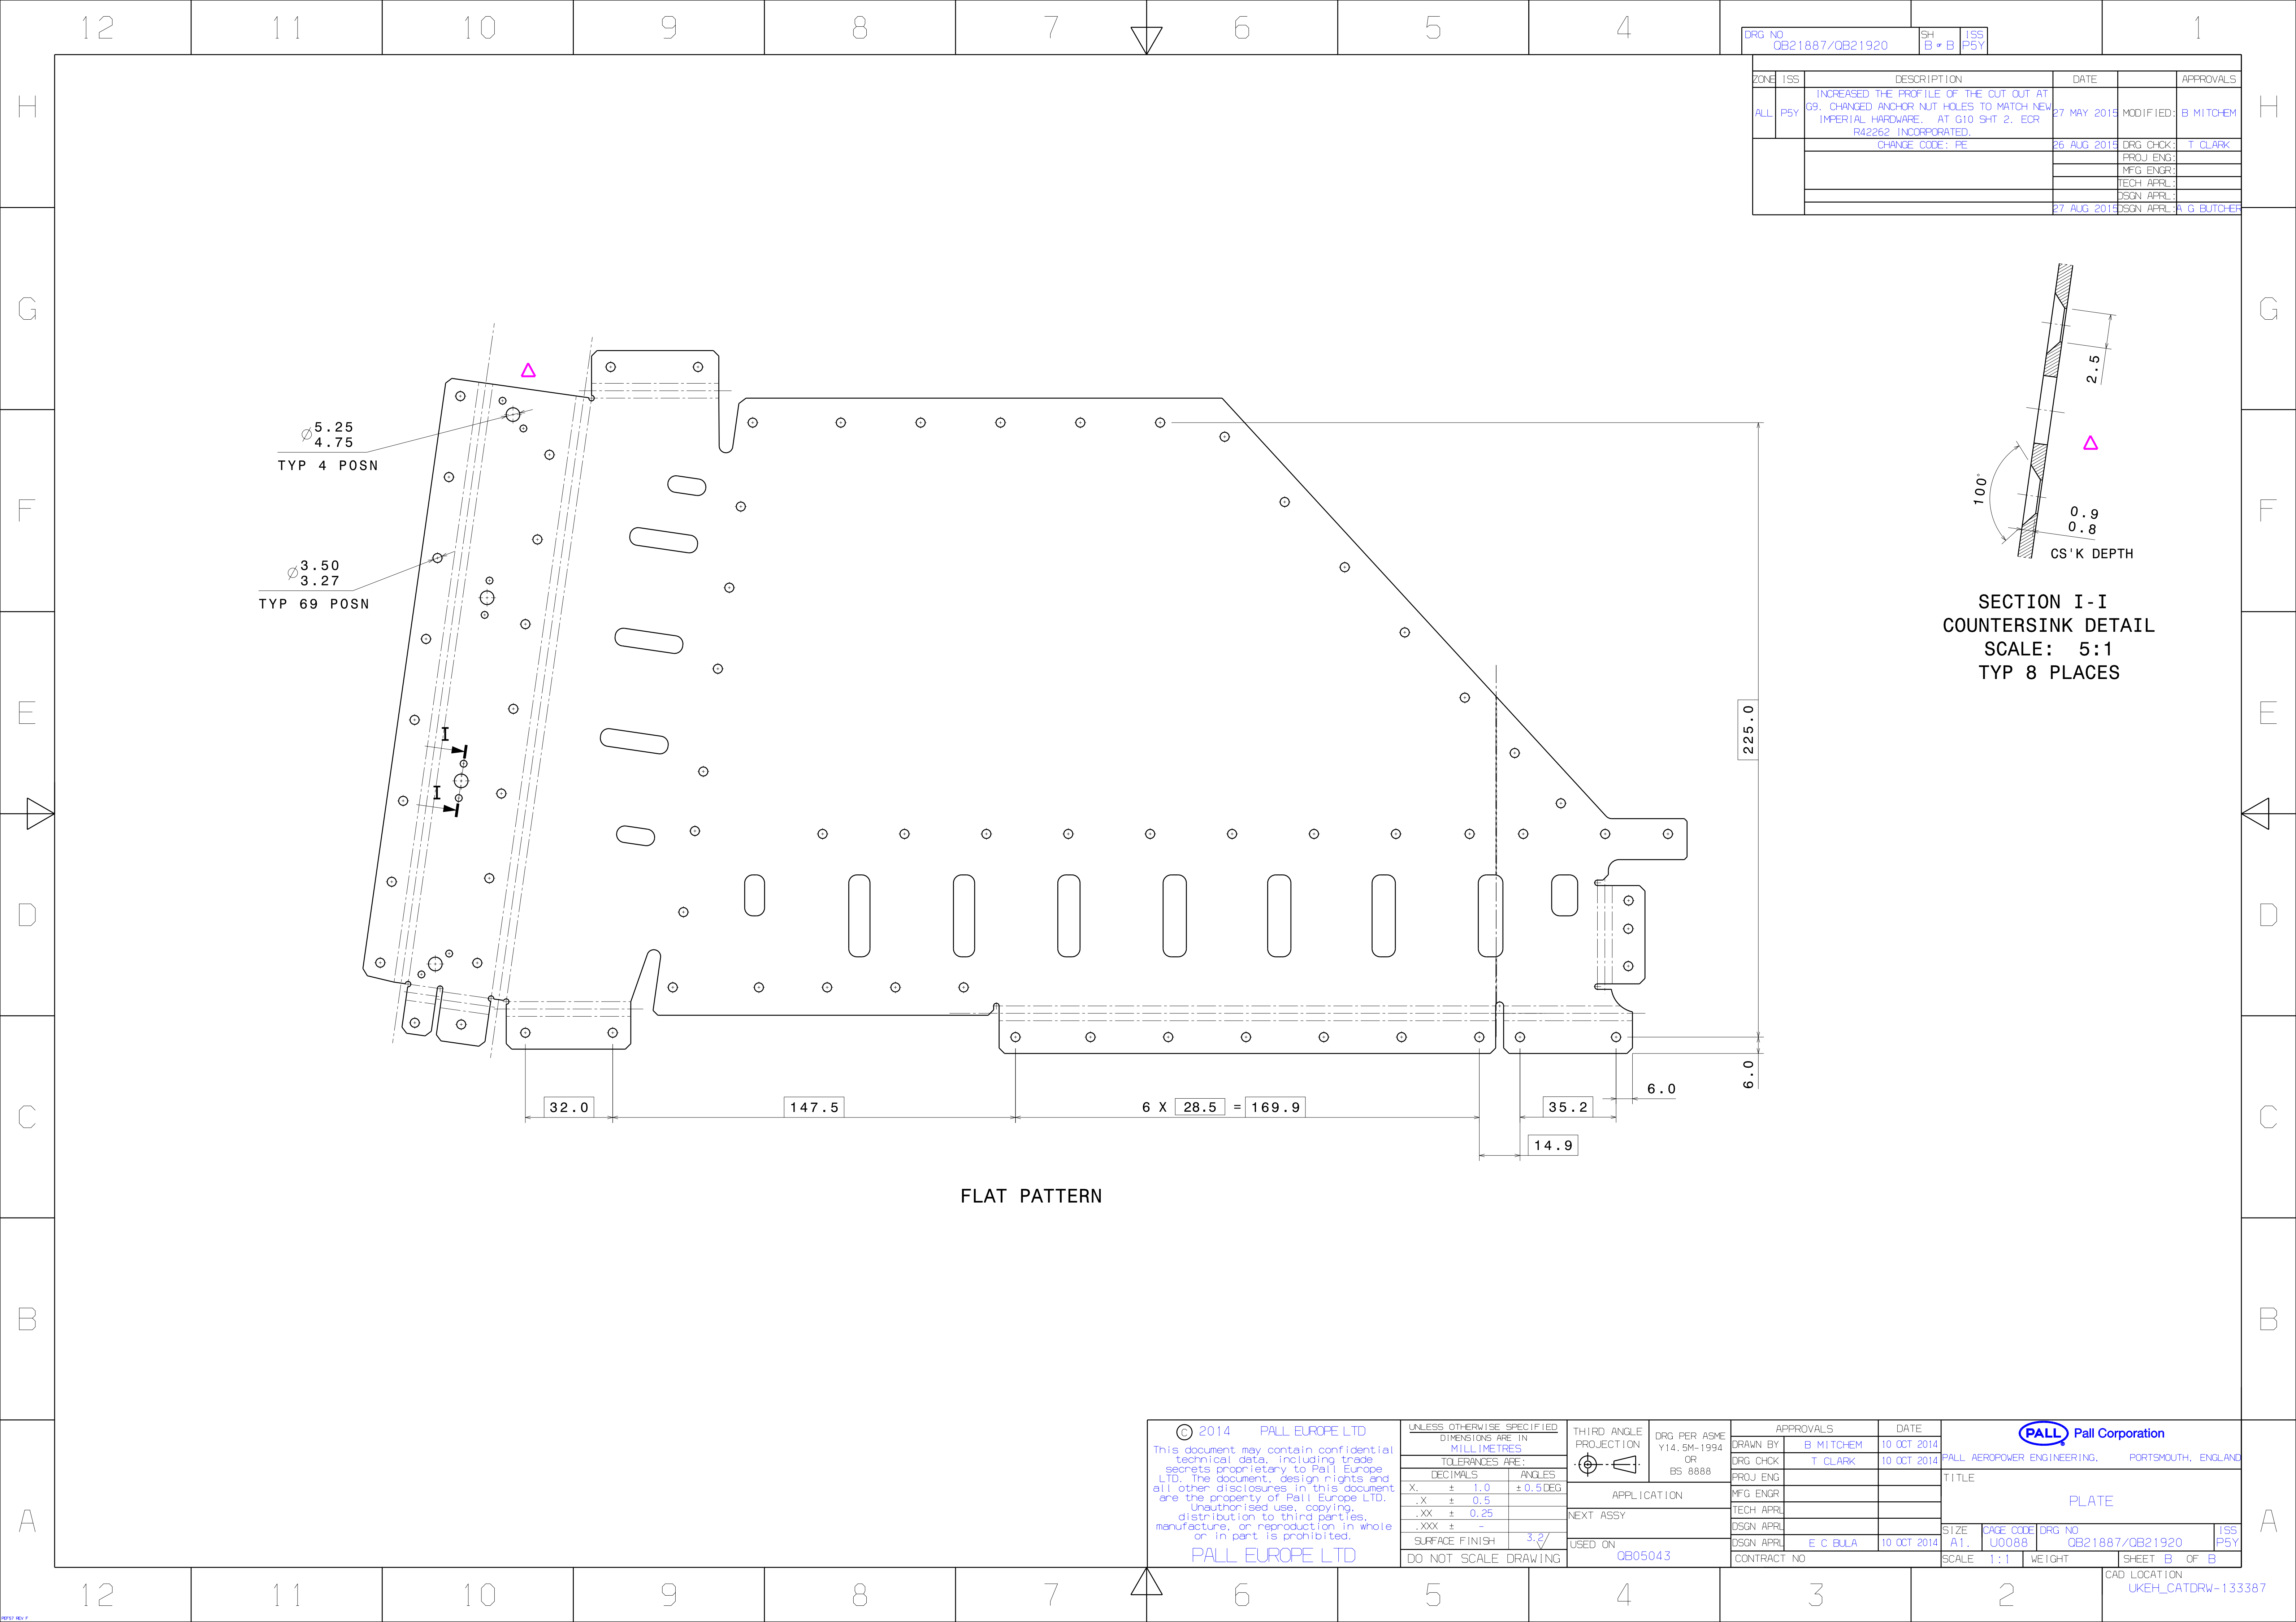 12 11 10 9 8 7 6 5 4 1
DRG NO QB21887/QB21920
SH B OF B
ISS P5Y
ZONE ISS DESCRIPTION DATE APPROVALS
ALL P5Y
INCREASED THE PROFILE OF THE CUT OUT AT
G9. CHANGED ANCHOR NUT HOLES TO MATCH NEW
IMPERIAL HARDWARE. AT G10 SHT 2. ECR
R42262 INCORPORATED.
27 MAY 2015 MODIFIED: B MITCHEM
CHANGE CODE: PE 26 AUG 2015 DRG CHCK: T CLARK
PROJ ENG:
MFG ENGR:
TECH APRL:
DSGN APRL:
27 AUG 2015 DSGN APRL: A G BUTCHER
H H
G G
F F
E E
D D
C C
B B
A A
Ø5.25
4.75
TYP 4 POSN
Ø3.50
3.27
TYP 69 POSN
I
I
2.5
100°
0.9
0.8
CS'K DEPTH
SECTION I-I
COUNTERSINK DETAIL
SCALE: 5:1
TYP 8 PLACES
225.0
6.0
6.0
32.0 147.5 6 X 28.5 = 169.9 35.2
14.9
FLAT PATTERN
© 2014 PALL EUROPE LTD
This document may contain confidential
technical data, including trade
secrets proprietary to Pall Europe
LTD. The document, design rights and
all other disclosures in this document
are the property of Pall Europe LTD.
Unauthorised use, copying,
distribution to third parties,
manufacture, or reproduction in whole
or in part is prohibited.
PALL EUROPE LTD
UNLESS OTHERWISE SPECIFIED
DIMENSIONS ARE IN
MILLIMETRES
TOLERANCES ARE:
DECIMALS ANGLES
X. ± 1.0 ± 0.5 DEG
.X ± 0.5
.XX ± 0.25
.XXX ± -
SURFACE FINISH 3.2
DO NOT SCALE DRAWING
THIRD ANGLE
PROJECTION
DRG PER ASME
Y14.5M-1994
OR
BS 8888
APPLICATION
NEXT ASSY
USED ON
QB05043
APPROVALS DATE
DRAWN BY B MITCHEM 10 OCT 2014
DRG CHCK T CLARK 10 OCT 2014
PROJ ENG
MFG ENGR
TECH APRL
DSGN APRL
DSGN APRL E C BULA 10 OCT 2014
CONTRACT NO
PALL Pall Corporation
PALL AEROPOWER ENGINEERING, PORTSMOUTH, ENGLAND
TITLE
PLATE
SIZE A1.
CAGE CODE U0088
DRG NO QB21887/QB21920
ISS P5Y
SCALE 1:1 WEIGHT SHEET B OF B
CAD LOCATION
UKEH_CATDRW-133387
12 11 10 9 8 7 6 5 4 3 2